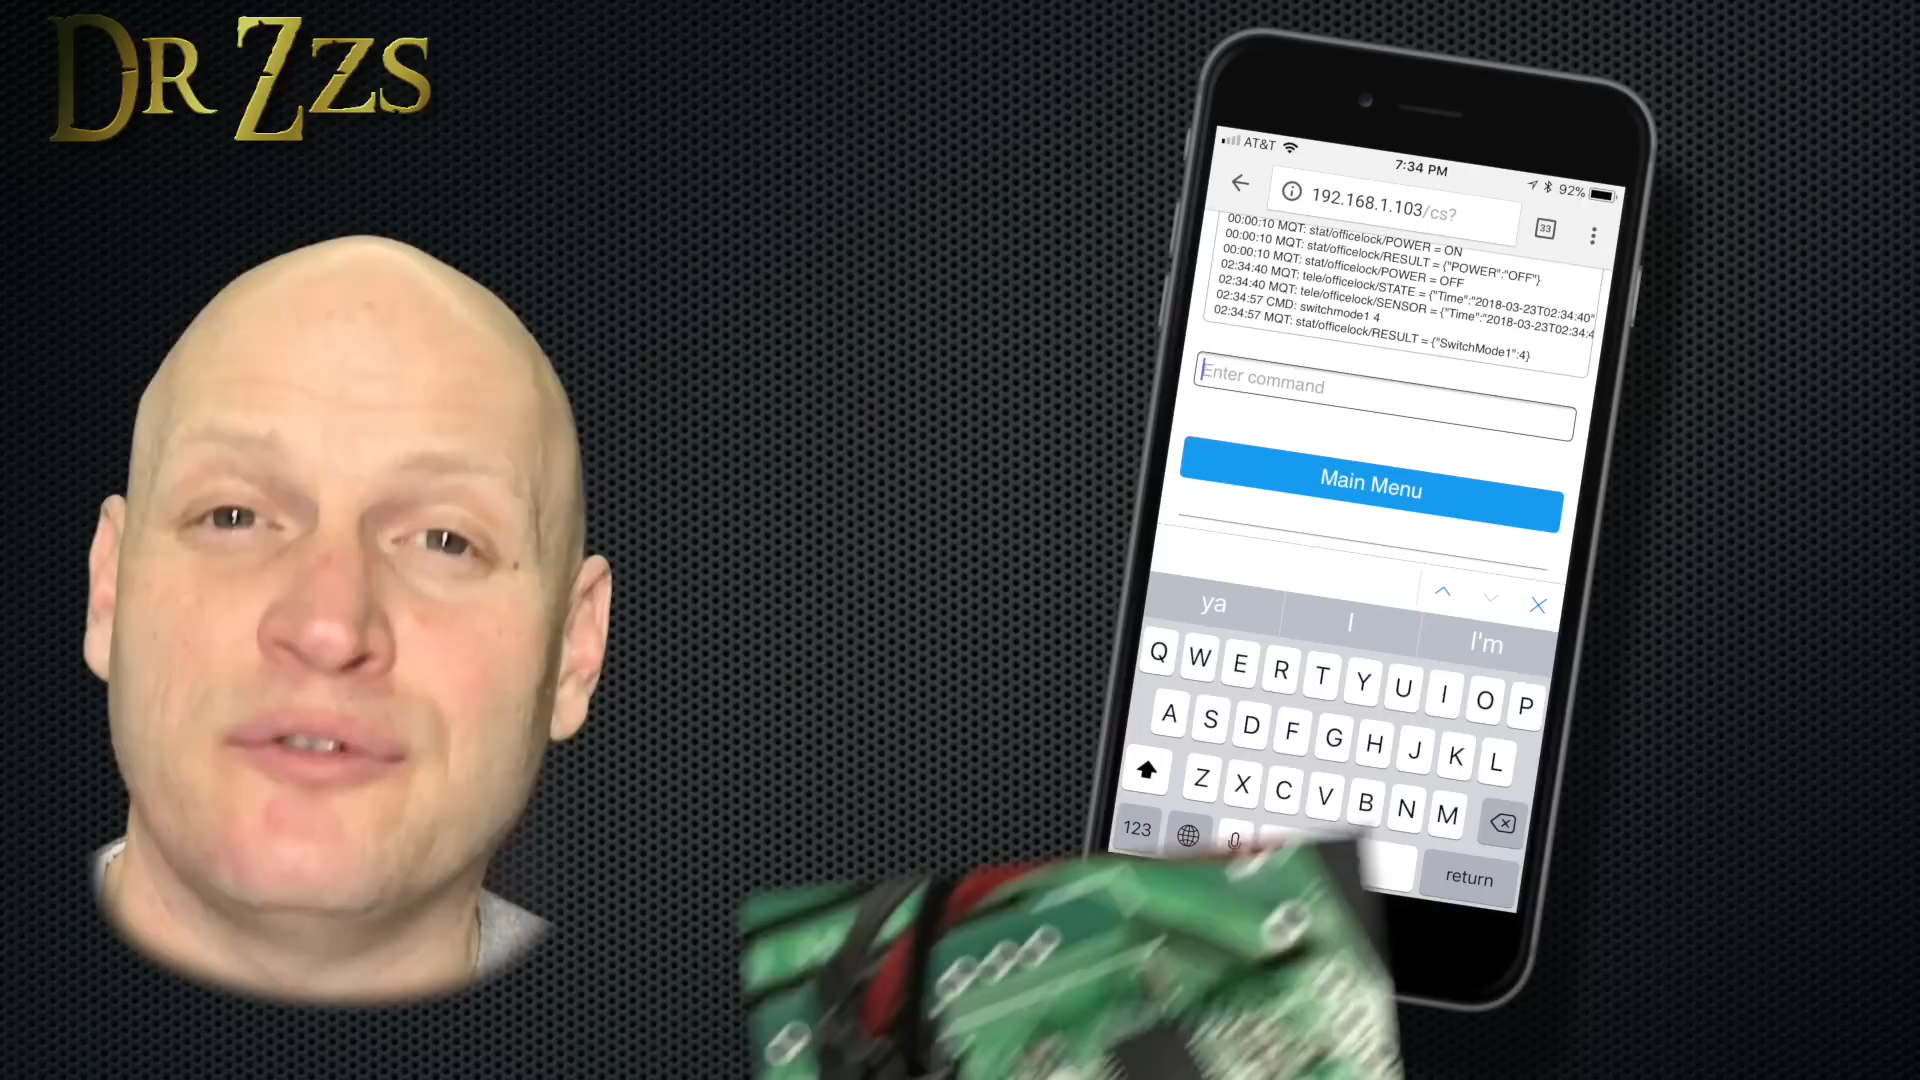 DR ZZS
AT&T
7:34 PM
92%
192.168.1.103/cs?
33
00:00:10 MQT: stat/officelock/POWER = ON
00:00:10 MQT: stat/officelock/RESULT = {"POWER":"OFF"}
00:00:10 MQT: stat/officelock/POWER = OFF
02:34:40 MQT: tele/officelock/STATE = {"Time":"2018-03-23T02:34:40"
02:34:40 MQT: tele/officelock/SENSOR = {"Time":"2018-03-23T02:34:4
02:34:57 CMD: switchmode1 4
02:34:57 MQT: stat/officelock/RESULT = {"SwitchMode1":4}
Enter command
Main Menu
ya I I'm
Q W E R T Y U I O P
A S D F G H J K L
Z X C V B N M
123 return